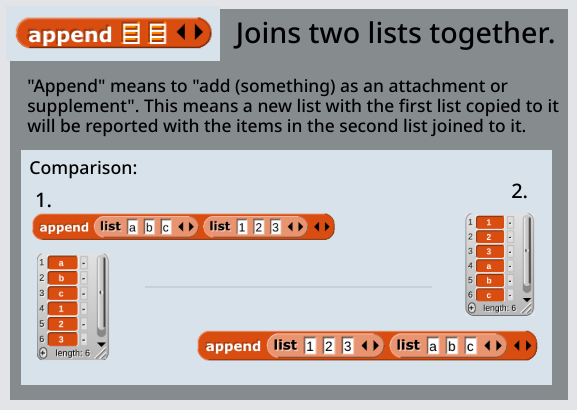 append
Joins two lists together.
"Append" means to "add (something) as an attachment or
supplement". This means a new list with the first list copied to it
will be reported with the items in the second list joined to it.
Comparison:
1.
append list a b c list 1 2 3
1 a -
2 b -
3 c -
4 1 -
5 2 -
6 3 -
+ length: 6
2.
1 1 -
2 2 -
3 3 -
4 a -
5 b -
6 c -
+ length: 6
append list 1 2 3 list a b c